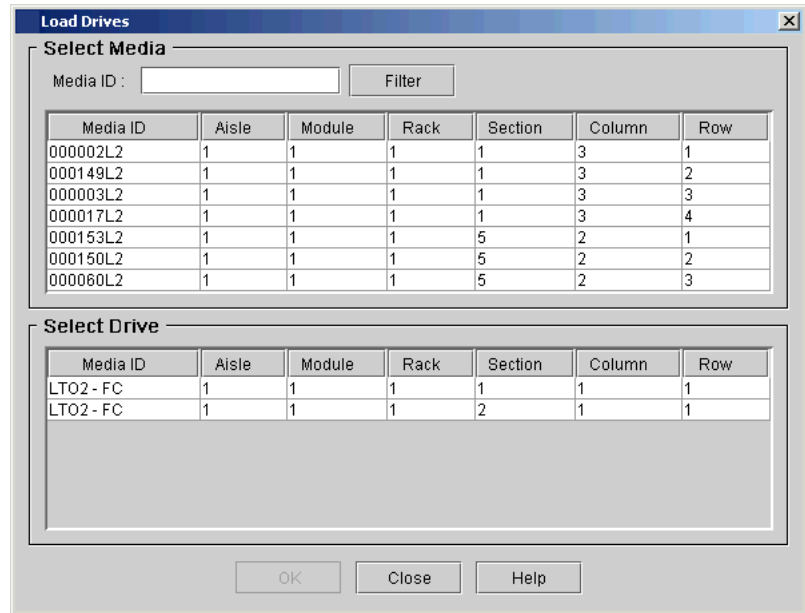 Load Drives
Select Media
Media ID : Filter
Media ID Aisle Module Rack Section Column Row
000002L2 1 1 1 1 3 1
000149L2 1 1 1 1 3 2
000003L2 1 1 1 1 3 3
000017L2 1 1 1 1 3 4
000153L2 1 1 1 5 2 1
000150L2 1 1 1 5 2 2
000060L2 1 1 1 5 2 3
Select Drive
Media ID Aisle Module Rack Section Column Row
LTO2 - FC 1 1 1 1 1 1
LTO2 - FC 1 1 1 2 1 1
OK Close Help